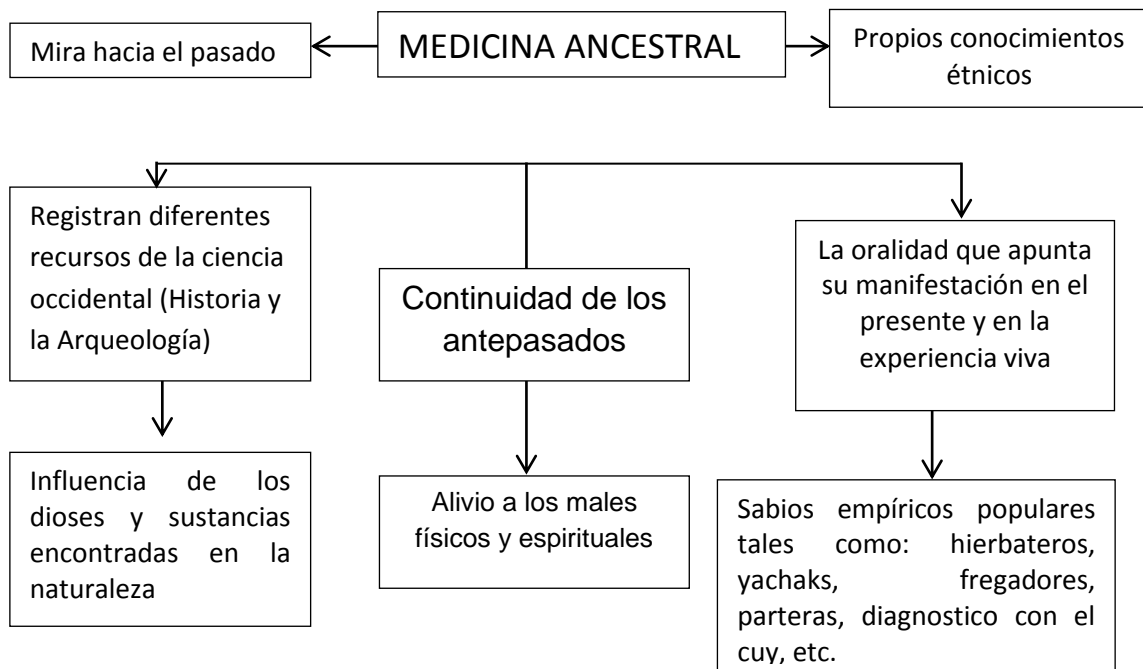 Mira hacia el pasado
MEDICINA ANCESTRAL
Propios conocimientos
étnicos
Registran diferentes
recursos de la ciencia
occidental (Historia y
la Arqueología)
Continuidad de los
antepasados
La oralidad que apunta
su manifestación en el
presente y en la
experiencia viva
Influencia de los
dioses y sustancias
encontradas en la
naturaleza
Alivio a los males
físicos y espirituales
Sabios empíricos populares
tales como: hierbateros,
yachaks, fregadores,
parteras, diagnostico con el
cuy, etc.